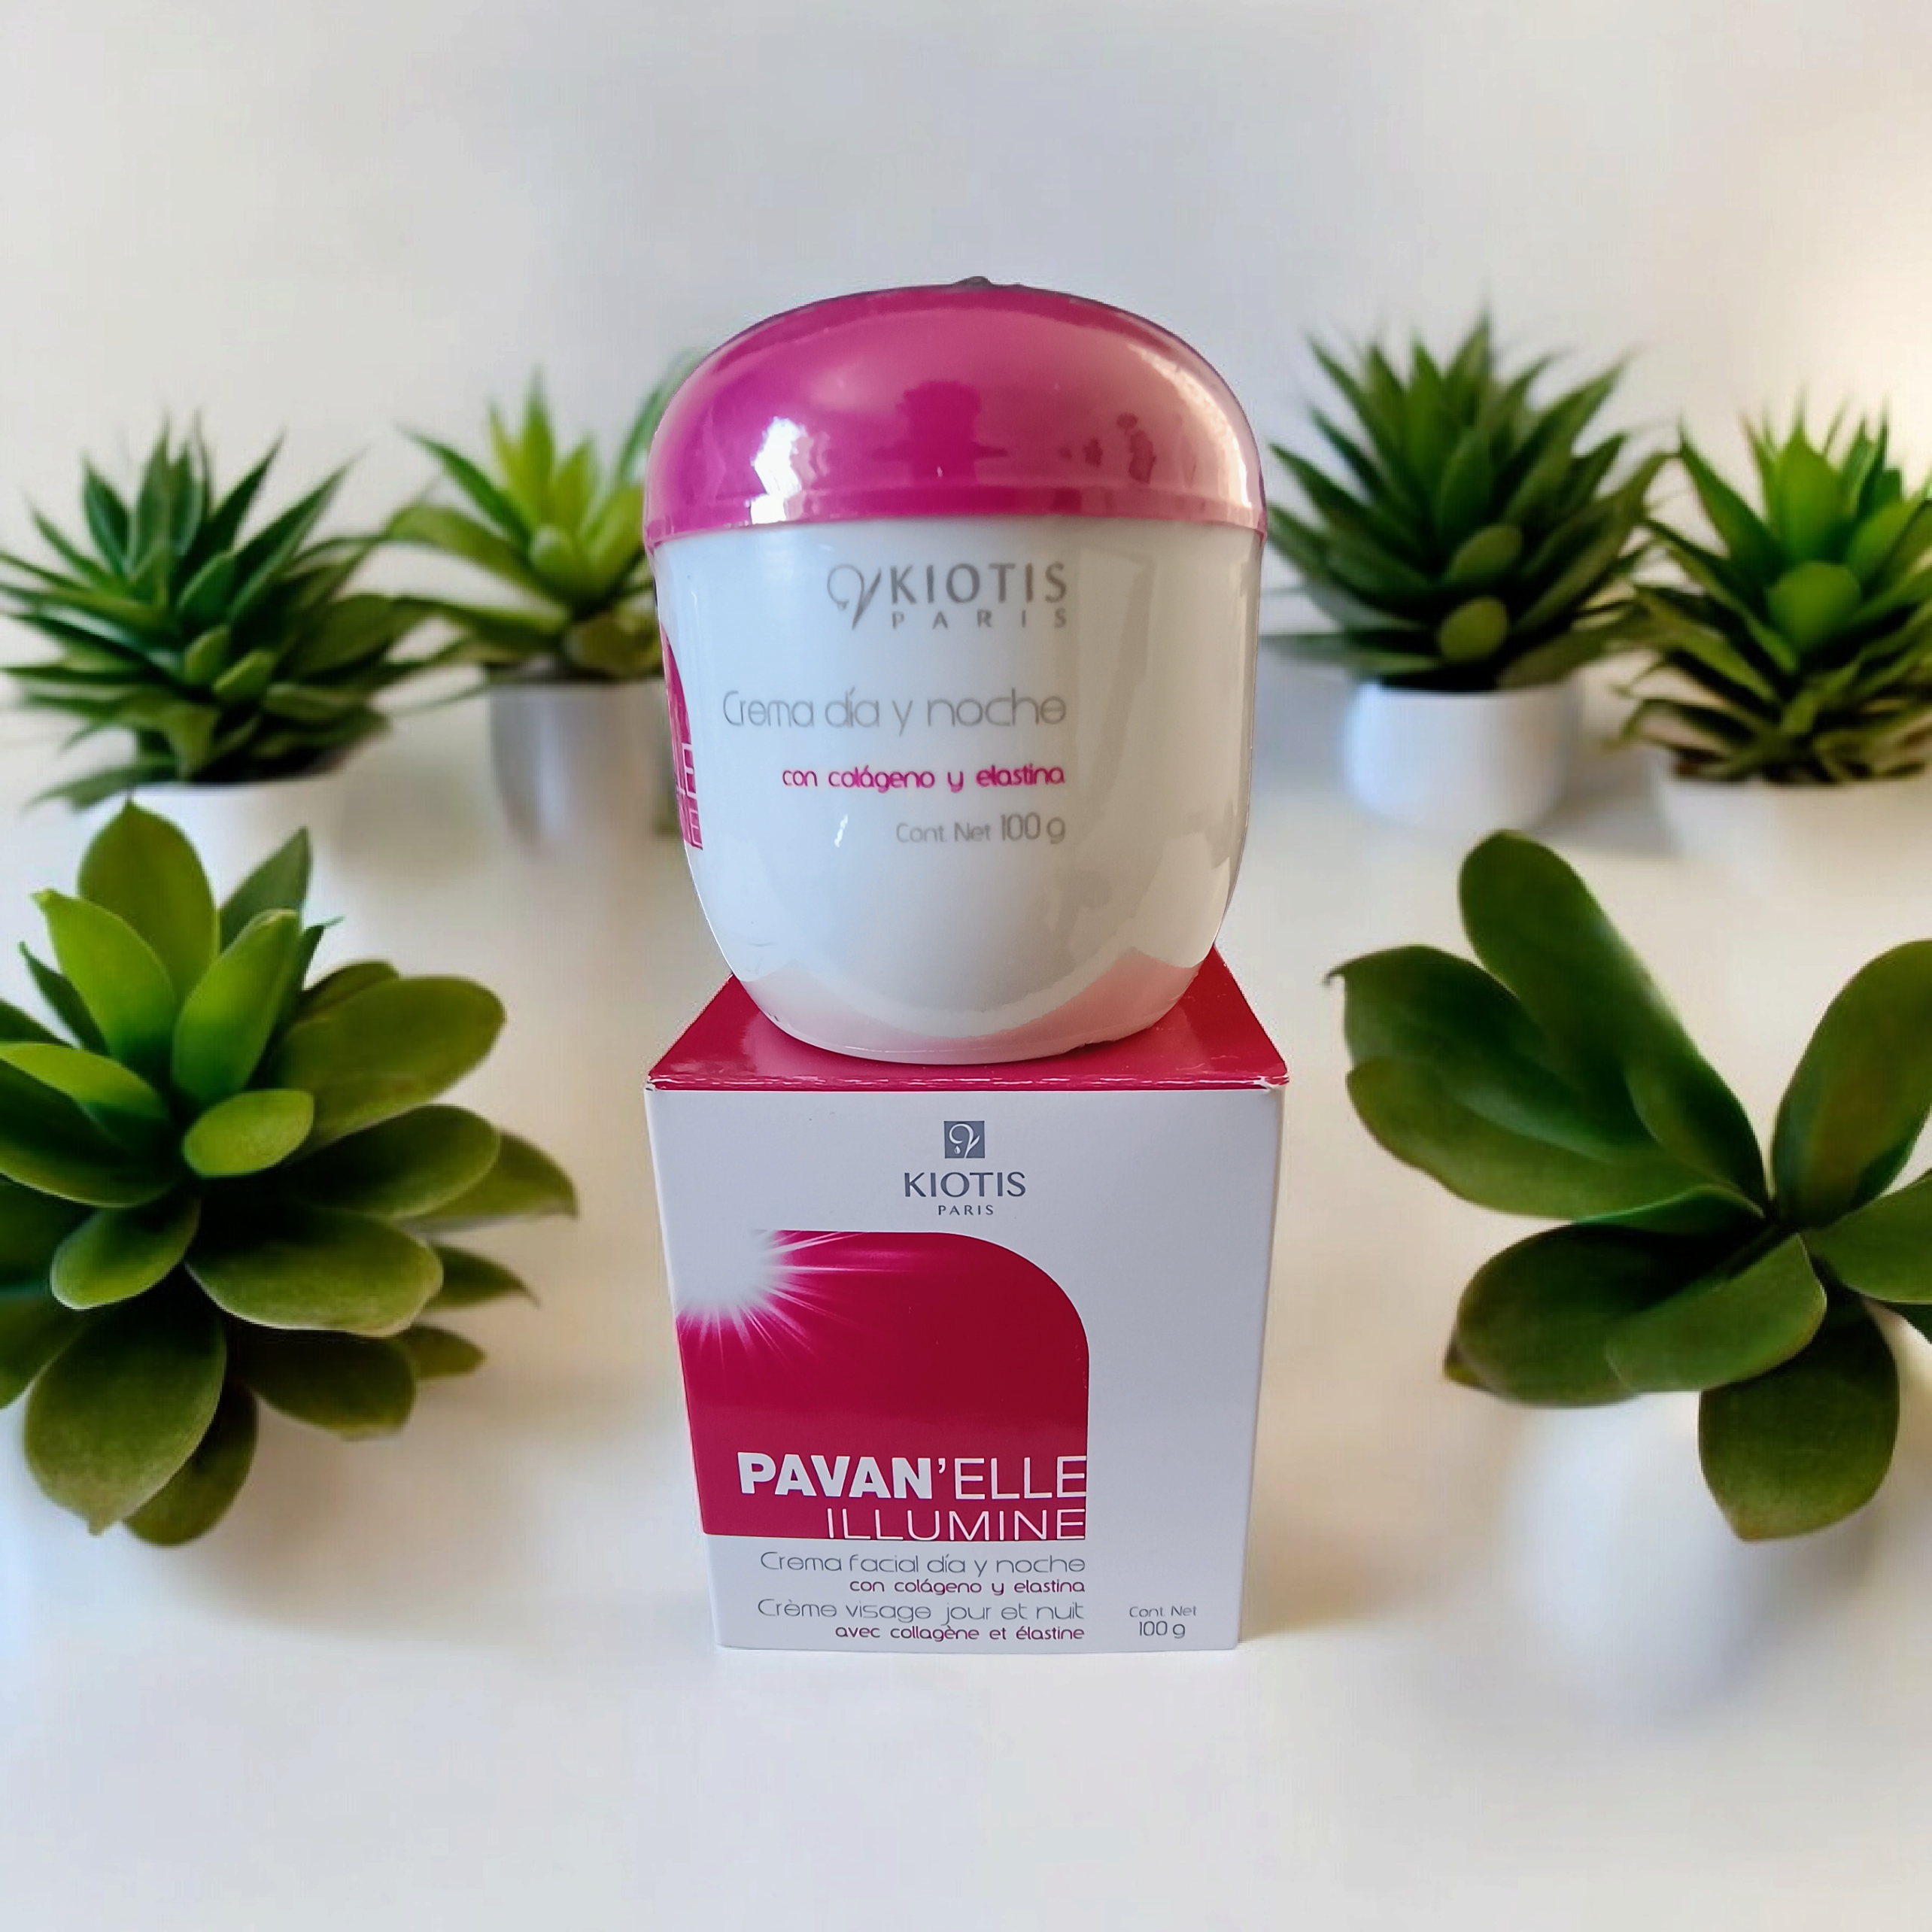 KIOTIS
PARIS
Crema día y noche
con colágeno y elastina
Cont Net 100 g
KIOTIS
PARIS
PAVAN'ELLE
ILLUMINE
Crema facial día y noche
con colágeno y elastina
Crème visage jour et nuit
avec collagène et élastine
Cont Net
100 g